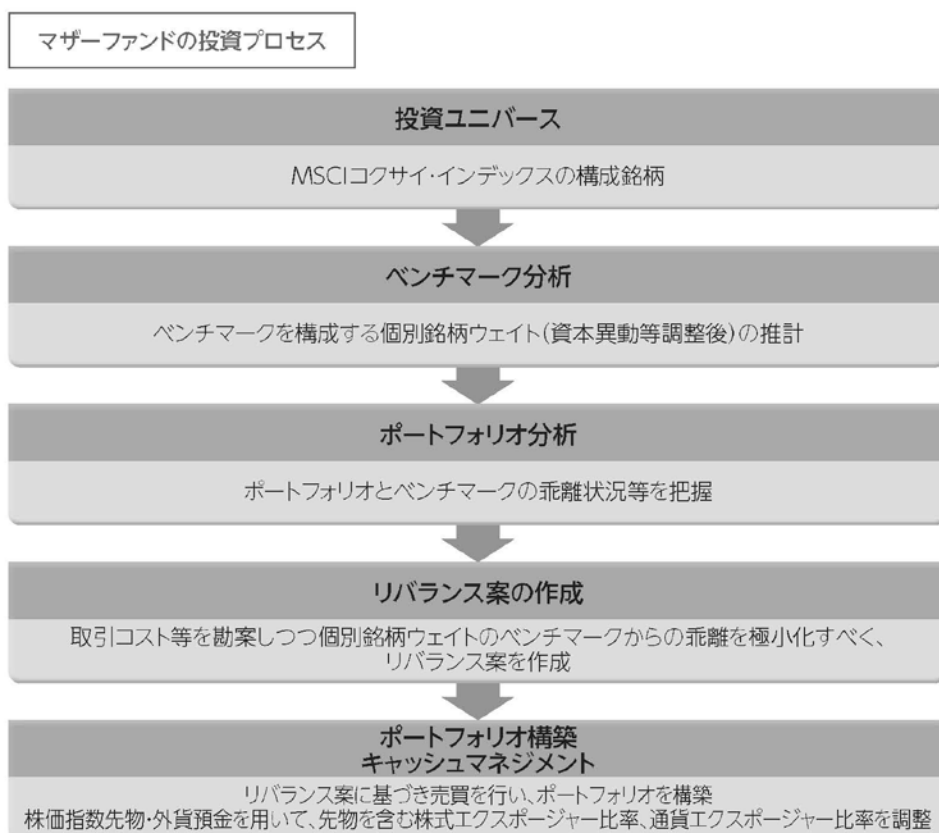 マザーファンドの投資プロセス
投資ユニバース
MSCIコクサイ・インデックスの構成銘柄
ベンチマーク分析
ベンチマークを構成する個別銘柄ウェイト(資本異動等調整後)の推計
ポートフォリオ分析
ポートフォリオとベンチマークの乖離状況等を把握
リバランス案の作成
取引コスト等を勘案しつつ個別銘柄ウェイトのベンチマークからの乖離を極小化すべく、
リバランス案を作成
ポートフォリオ構築
キャッシュマネジメント
リバランス案に基づき売買を行い、ポートフォリオを構築
株価指数先物・外貨預金を用いて、先物を含む株式エクスポージャー比率、通貨エクスポージャー比率を調整